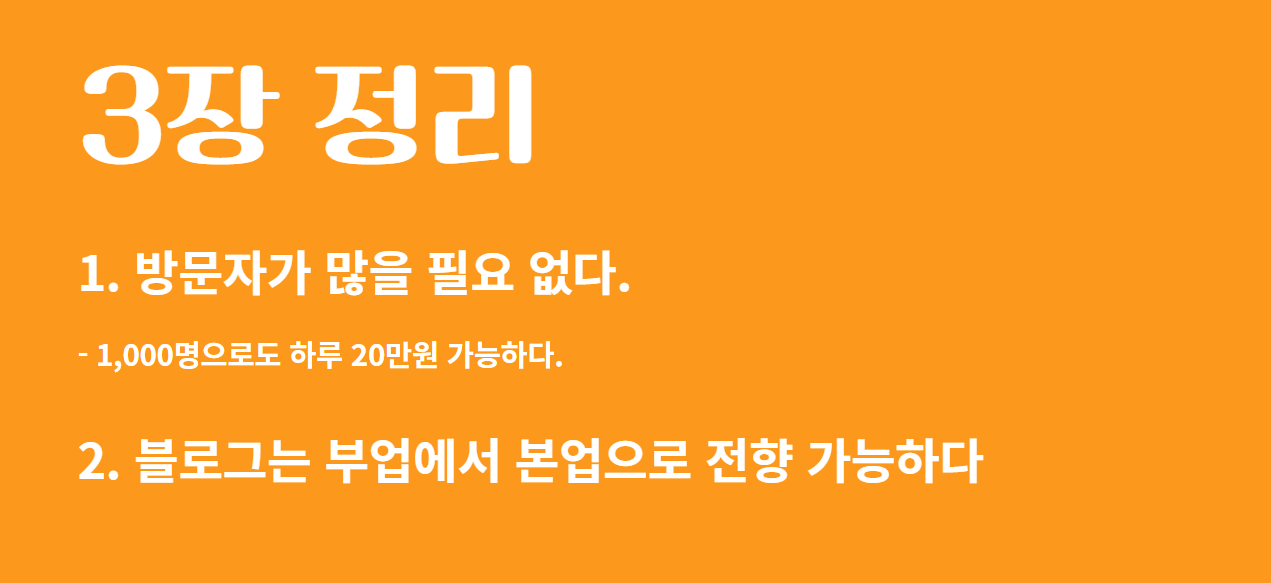 3장 정리
1. 방문자가 많을 필요 없다.
- 1,000명으로도 하루 20만원 가능하다.
2. 블로그는 부업에서 본업으로 전향 가능하다